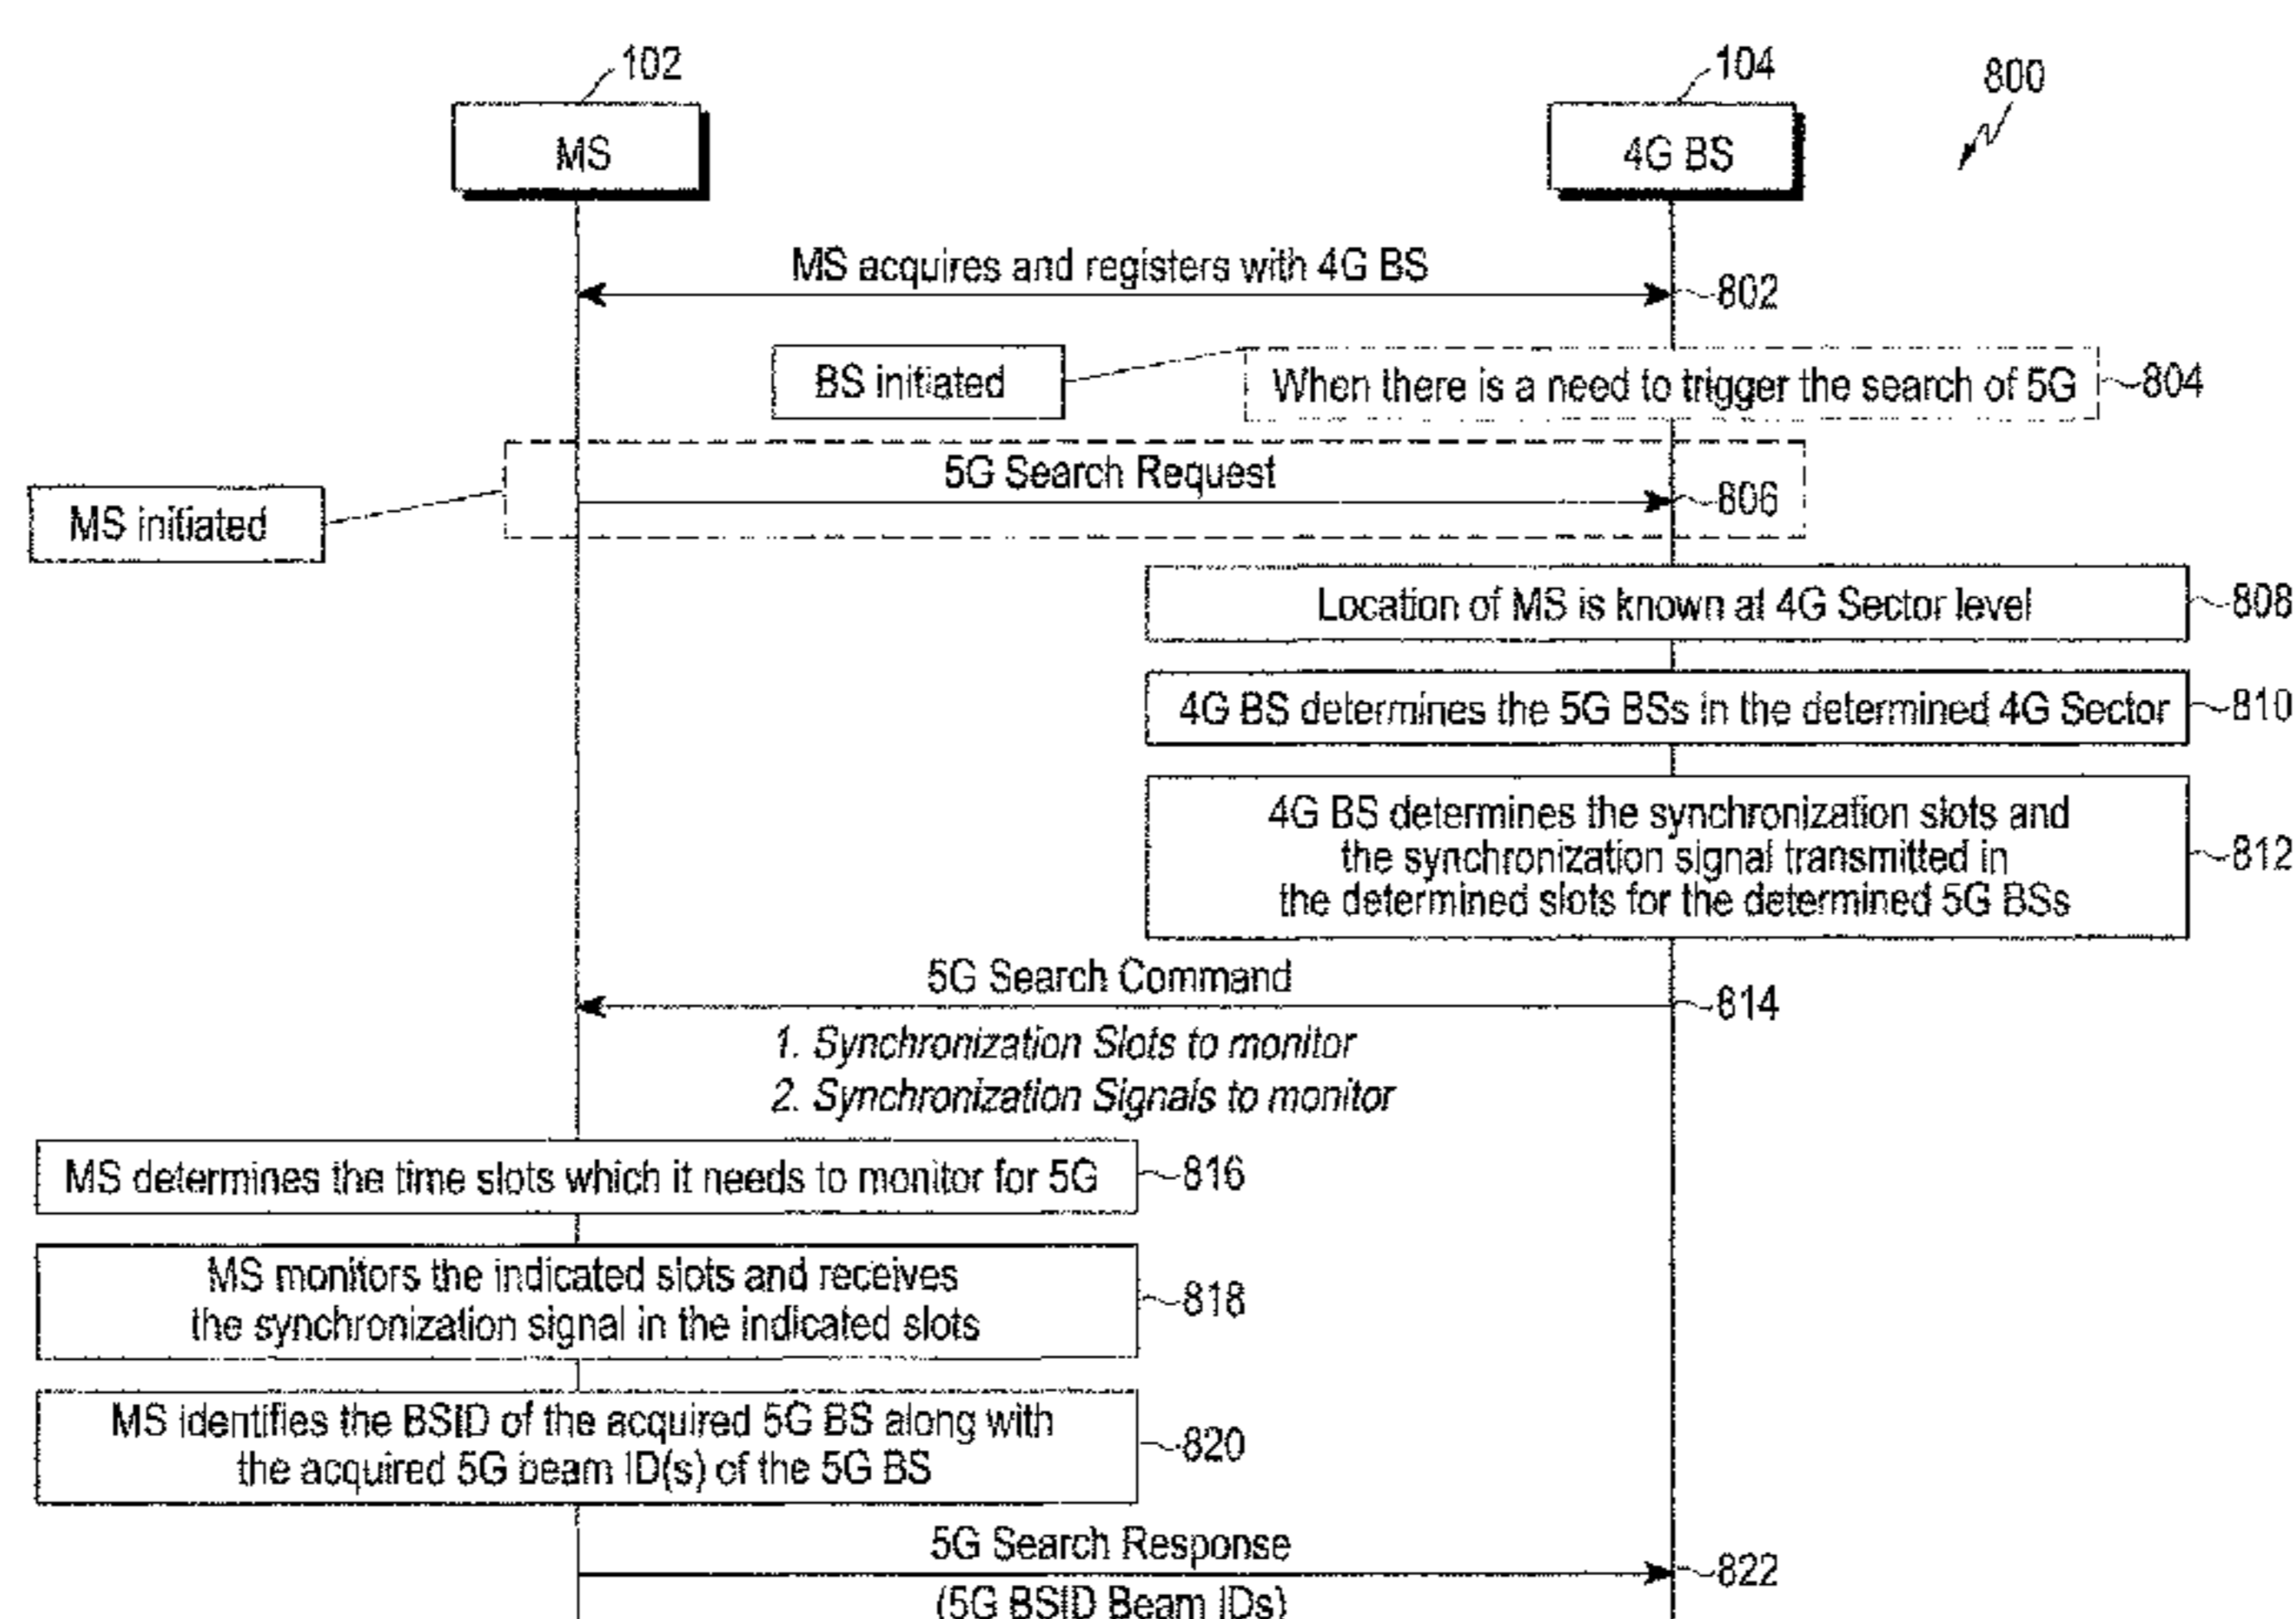 102
104
800
MS
4G BS
MS acquires and registers with 4G BS
802
BS initiated
When there is a need to trigger the search of 5G
804
5G Search Request
806
MS initiated
Location of MS is known at 4G Sector level
808
4G BS determines the 5G BSs in the determined 4G Sector
810
4G BS determines the synchronization slots and
the synchronization signal transmitted in
the determined slots for the determined 5G BSs
812
5G Search Command
814
1. Synchronization Slots to monitor
2. Synchronization Signals to monitor
MS determines the time slots which it needs to monitor for 5G
816
MS monitors the indicated slots and receives
the synchronization signal in the indicated slots
818
MS identifies the BSID of the acquired 5G BS along with
the acquired 5G beam ID(s) of the 5G BS
820
5G Search Response
822
(5G BSID Beam IDs)